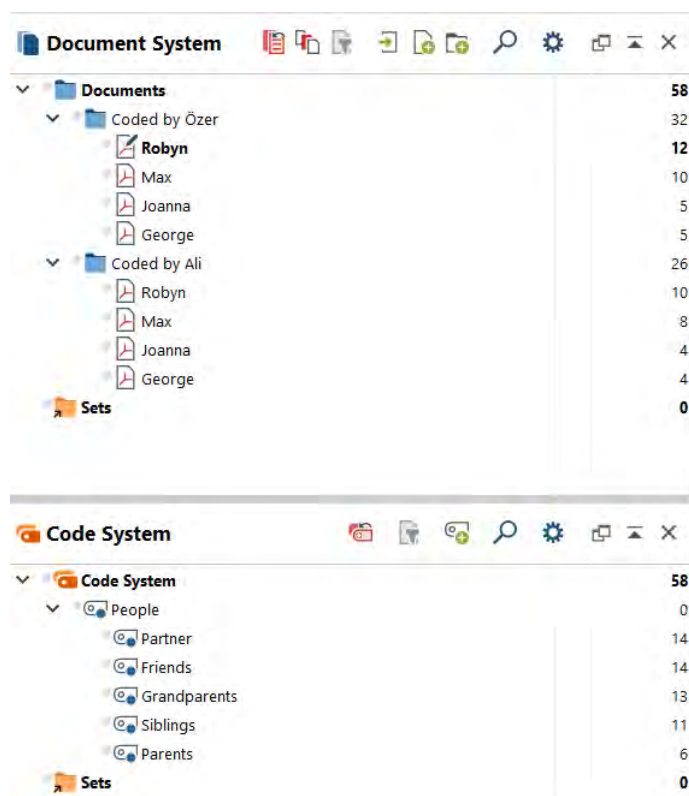 Document System
Documents 58
Coded by Özer 32
Robyn 12
Max 10
Joanna 5
George 5
Coded by Ali 26
Robyn 10
Max 8
Joanna 4
George 4
Sets 0
Code System
Code System 58
People 0
Partner 14
Friends 14
Grandparents 13
Siblings 11
Parents 6
Sets 0